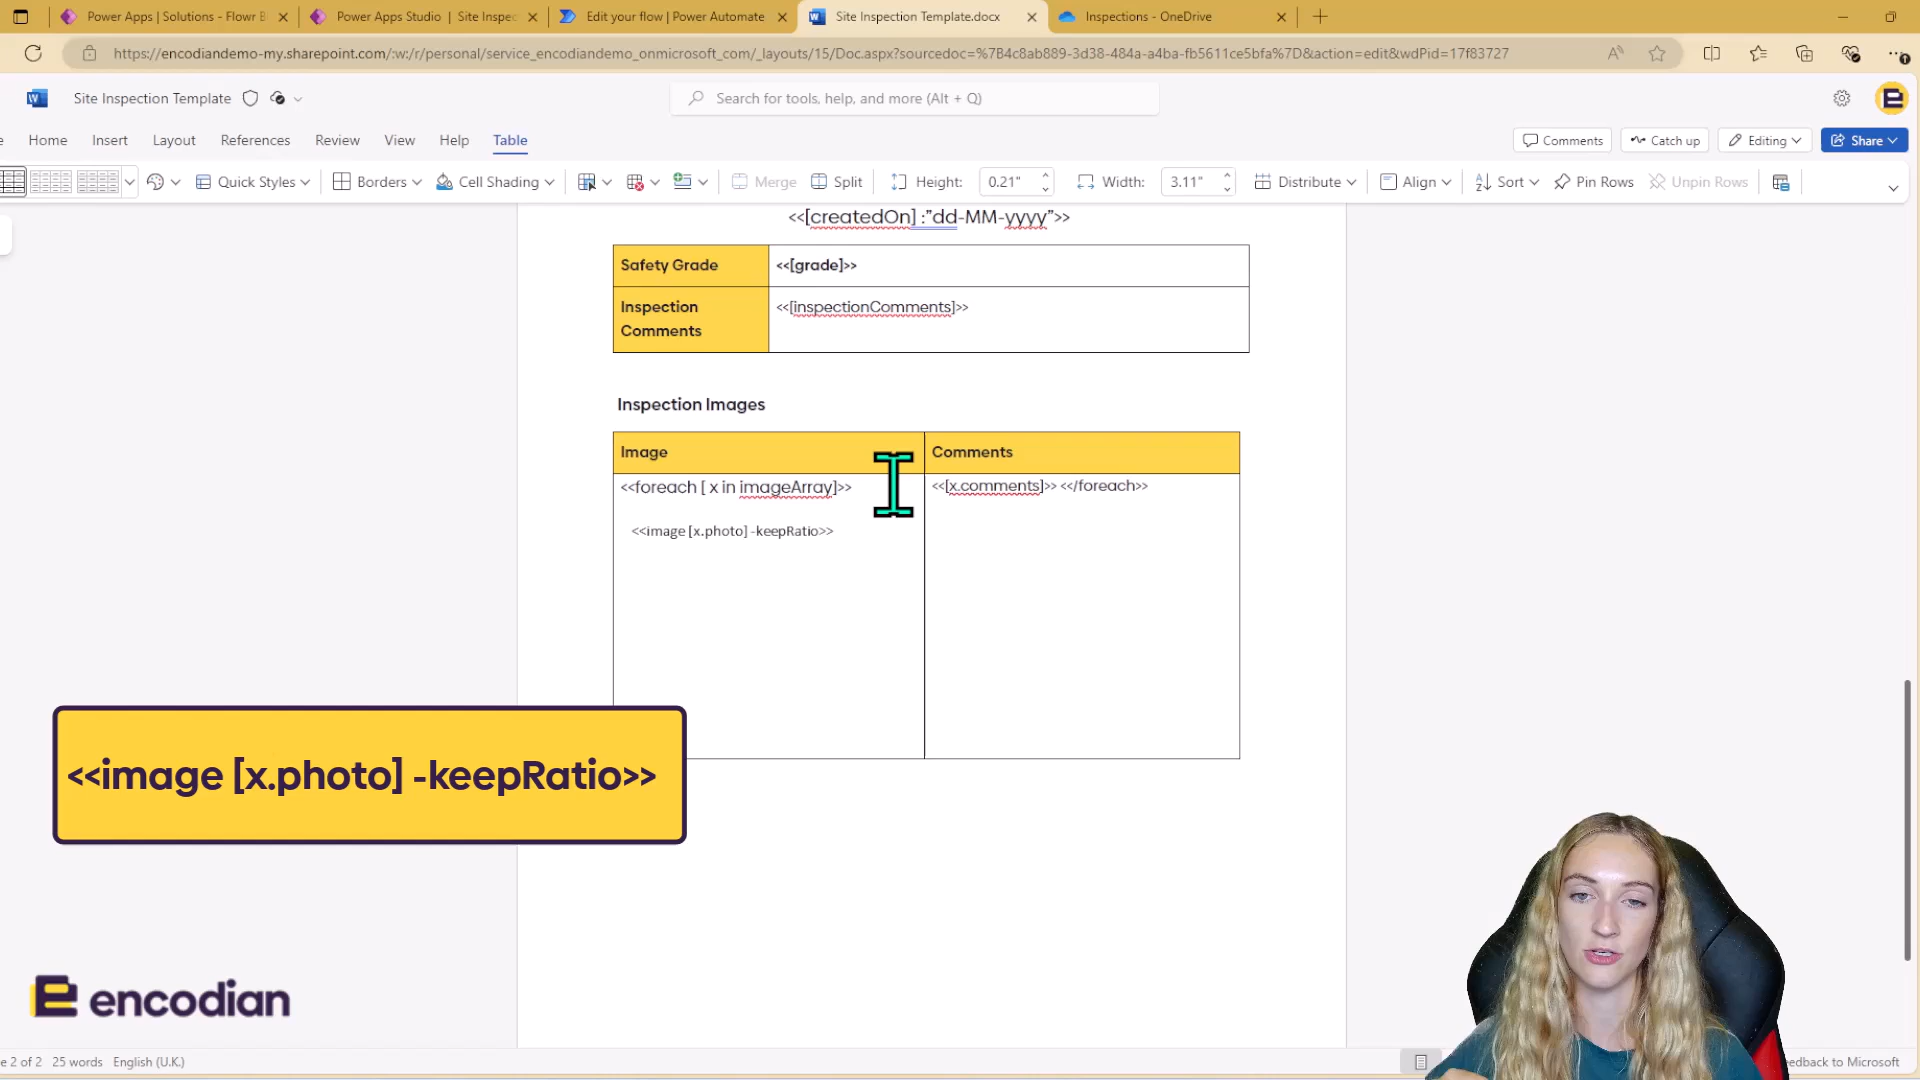 Power Apps | Solutions - Flowr B
Power Apps Studio | Site Inspec
Edit your flow | Power Automate
Site Inspection Template.docx
Inspections - OneDrive
https://encodiandemo-my.sharepoint.com/:w:/r/personal/service_encodiandemo_onmicrosoft_com/_layouts/15/Doc.aspx?sourcedoc=%7B4c8ab889-3d38-484a-a4ba-fb5611ce5bfa%7D&action=edit&wdPid=17f83727
Site Inspection Template
Search for tools, help, and more (Alt + Q)
Home Insert Layout References Review View Help Table
Comments Catch up Editing Share
Quick Styles Borders Cell Shading Merge Split Height: 0.21" Width: 3.11" Distribute Align Sort Pin Rows Unpin Rows
<<[createdOn] :"dd-MM-yyyy">>
Safety Grade <<[grade]>>
Inspection <<[inspectionComments]>>
Comments
Inspection Images
Image Comments
<<foreach [ x in imageArray]>> <<[x.comments]>> <</foreach>>
<<image [x.photo] -keepRatio>>
<<image [x.photo] -keepRatio>>
encodian
e 2 of 2 25 words English (U.K.)
edback to Microsoft